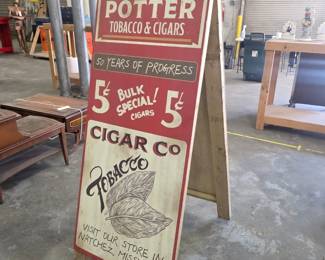 POTTER
TOBACCO & CIGARS
50 YEARS OF PROGRESS
5¢ BULK SPECIAL! CIGARS 5¢
CIGAR CO
TOBACCO
VISIT OUR STORE IN
NATCHEZ, MISS